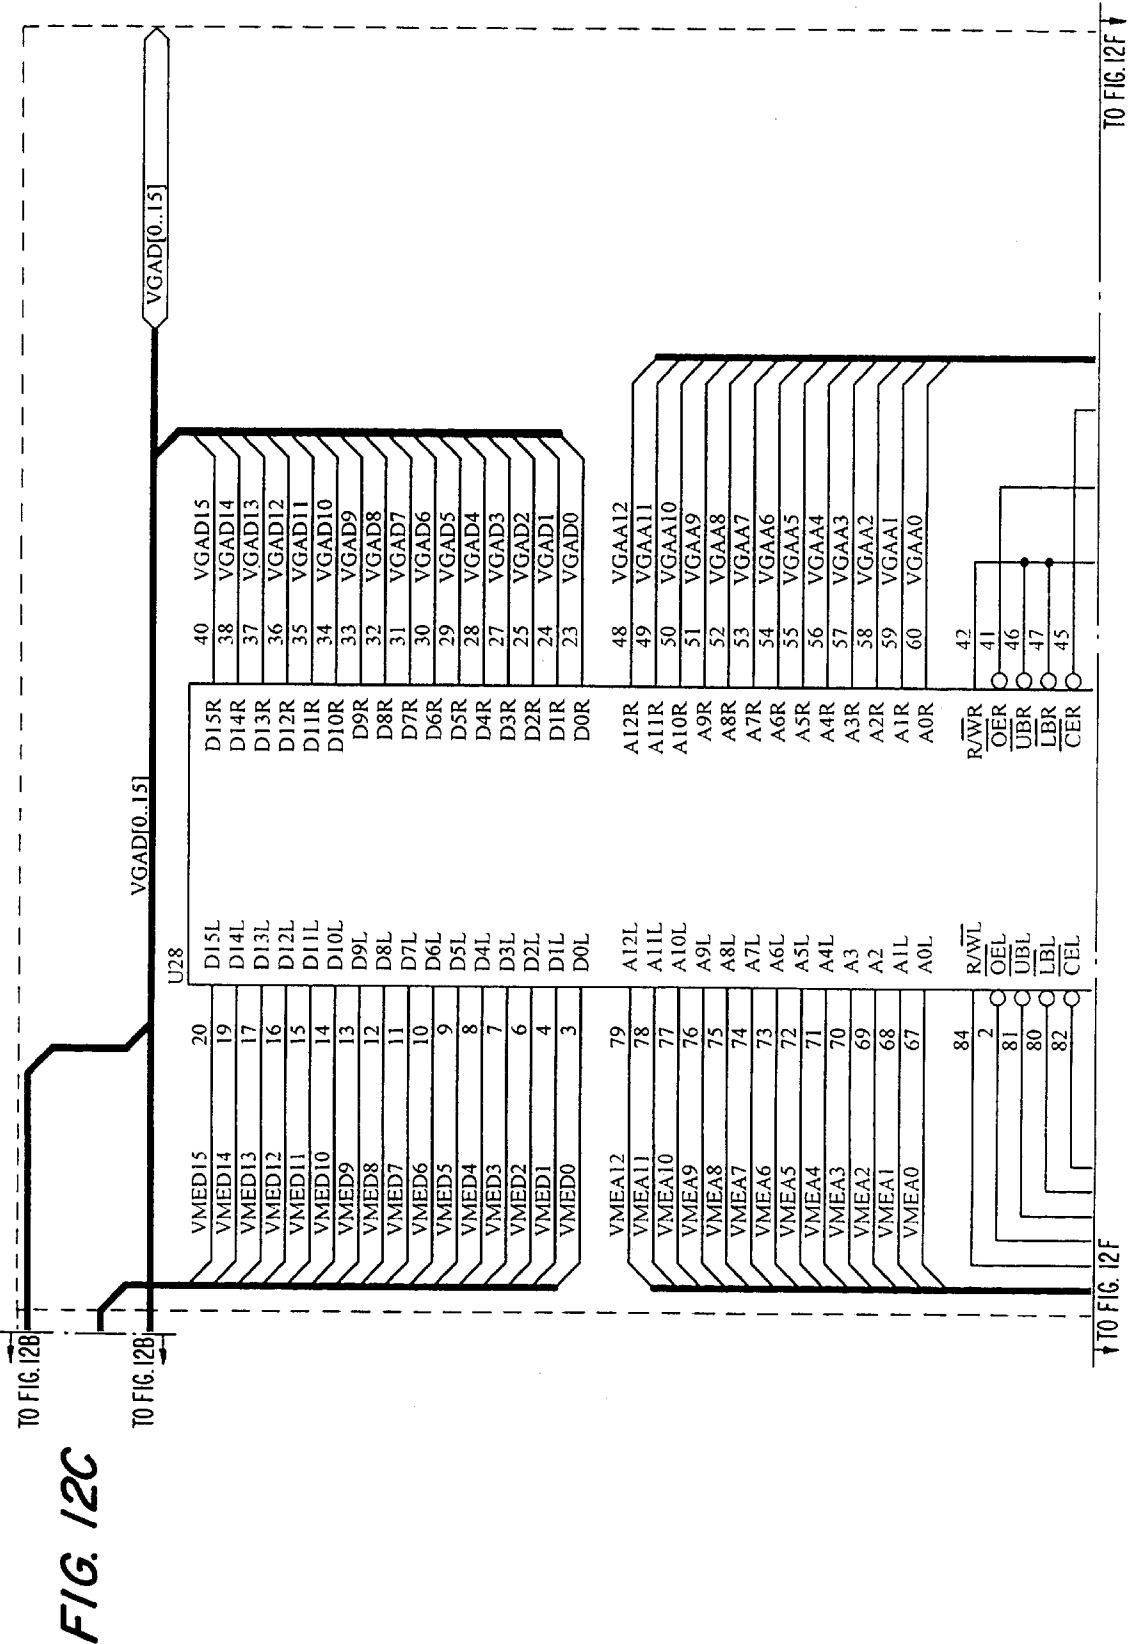 FIG. 12C
TO FIG. 12B
TO FIG. 12B
VGAD[0..15]
VGAD[0..15]
U28
VMED15 20 D15L D15R 40 VGAD15
VMED14 19 D14L D14R 38 VGAD14
VMED13 17 D13L D13R 37 VGAD13
VMED12 16 D12L D12R 36 VGAD12
VMED11 15 D11L D11R 35 VGAD11
VMED10 14 D10L D10R 34 VGAD10
VMED9 13 D9L D9R 33 VGAD9
VMED8 12 D8L D8R 32 VGAD8
VMED7 11 D7L D7R 31 VGAD7
VMED6 10 D6L D6R 30 VGAD6
VMED5 9 D5L D5R 29 VGAD5
VMED4 8 D4L D4R 28 VGAD4
VMED3 7 D3L D3R 27 VGAD3
VMED2 6 D2L D2R 25 VGAD2
VMED1 4 D1L D1R 24 VGAD1
VMED0 3 D0L D0R 23 VGAD0
VMEA12 79 A12L A12R 48 VGAA12
VMEA11 78 A11L A11R 49 VGAA11
VMEA10 77 A10L A10R 50 VGAA10
VMEA9 76 A9L A9R 51 VGAA9
VMEA8 75 A8L A8R 52 VGAA8
VMEA7 74 A7L A7R 53 VGAA7
VMEA6 73 A6L A6R 54 VGAA6
VMEA5 72 A5L A5R 55 VGAA5
VMEA4 71 A4L A4R 56 VGAA4
VMEA3 70 A3 A3R 57 VGAA3
VMEA2 69 A2 A2R 58 VGAA2
VMEA1 68 A1L A1R 59 VGAA1
VMEA0 67 A0L A0R 60 VGAA0
84 R/W̅L̅ R/W̅R̅ 42
2 O̅E̅L̅ O̅E̅R̅ 41
81 U̅B̅L̅ U̅B̅R̅ 46
80 L̅B̅L̅ L̅B̅R̅ 47
82 C̅E̅L̅ C̅E̅R̅ 45
TO FIG. 12F
TO FIG. 12F